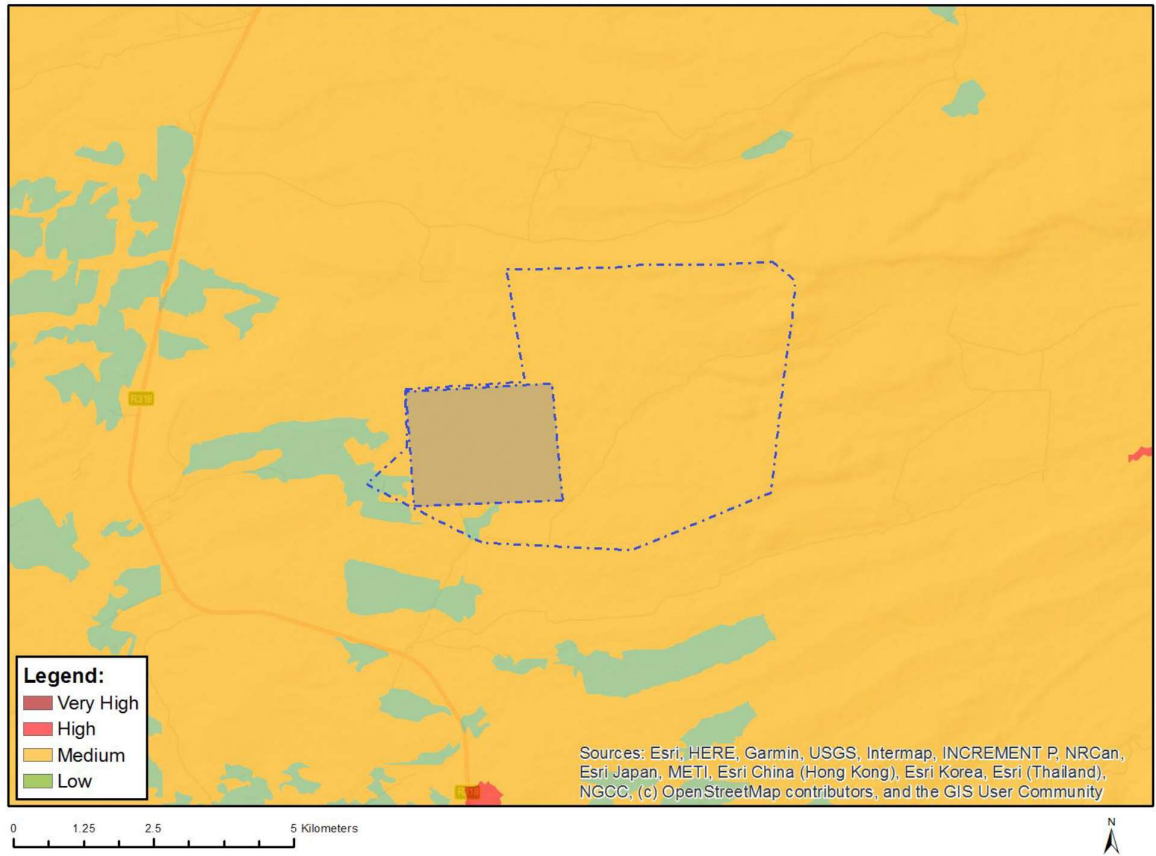 R318
Legend:
Very High
High
Medium
Low
Sources: Esri, HERE, Garmin, USGS, Intermap, INCREMENT P, NRCan,
Esri Japan, METI, Esri China (Hong Kong), Esri Korea, Esri (Thailand),
NGCC, (c) OpenStreetMap contributors, and the GIS User Community
0 1.25 2.5 5 Kilometers
N